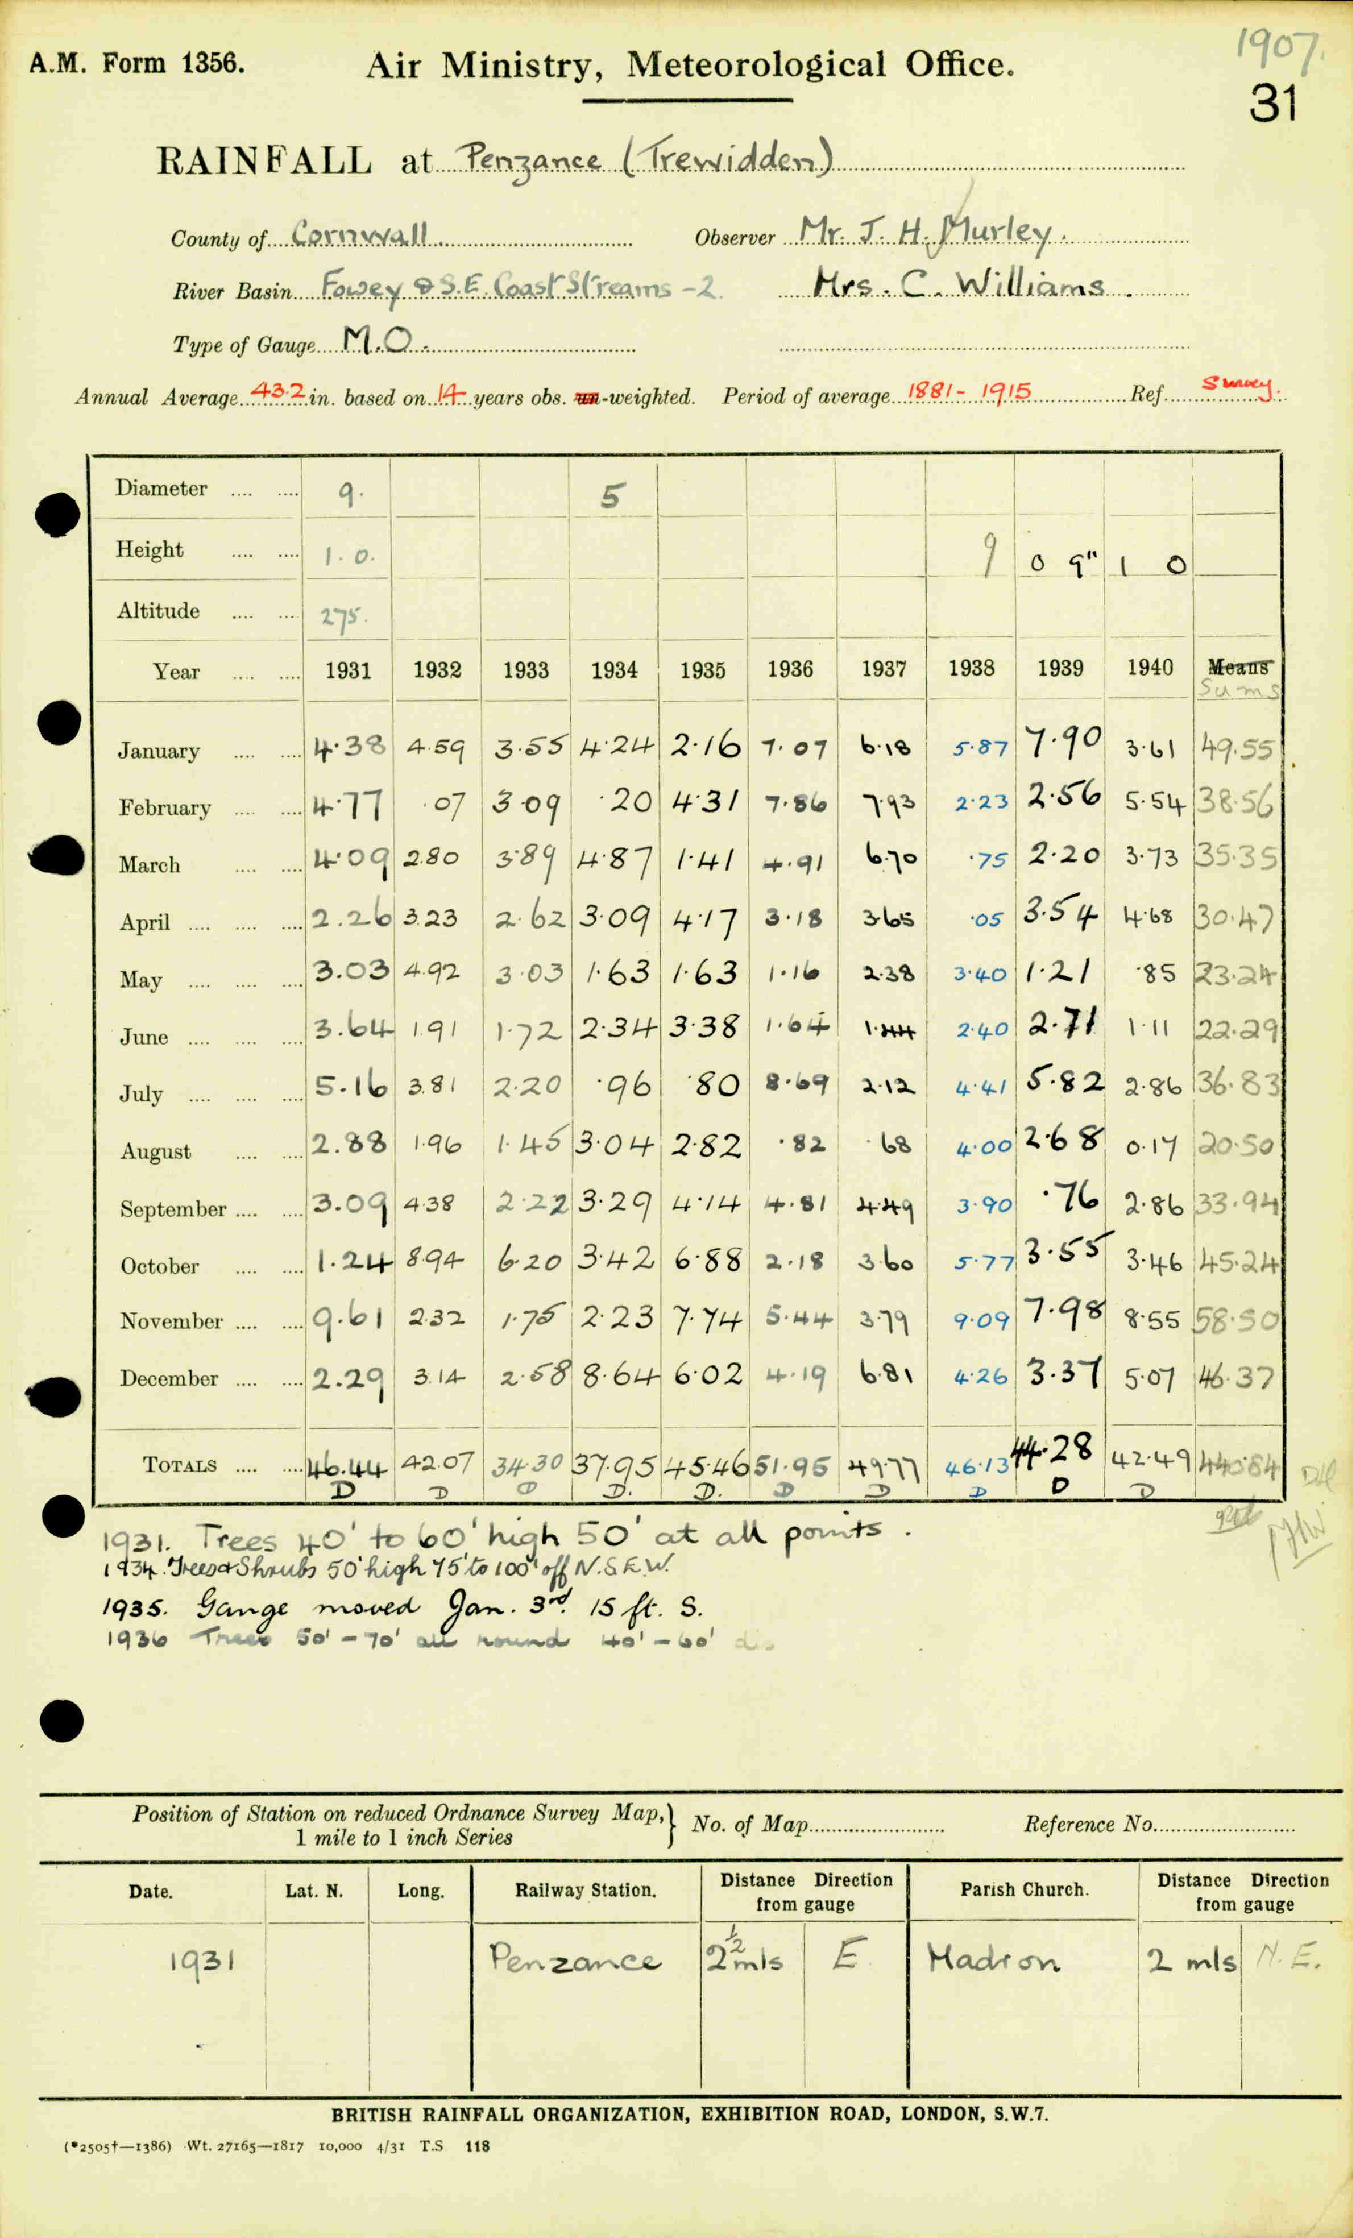 1907.
A.M. Form 1356. Air Ministry, Meteorological Office.
31
RAINFALL at Penzance (Trewidden)
County of Cornwall Observer Mr. J. H. Murley.
River Basin Fowey & S.E. Coast Streams - 2. Mrs. C. Williams.
Type of Gauge M.O.
Annual Average 43.2 in. based on 14 years obs. un-weighted. Period of average 1881 - 1915 Ref. Survey.
Diameter 9. 5
Height 1. 0. 9 0 9" 1 0
Altitude 275.
Year 1931 1932 1933 1934 1935 1936 1937 1938 1939 1940 Means
Sums
January 4.38 4.59 3.55 4.24 2.16 7.07 6.18 5.87 7.90 3.61 49.55
February 4.77 .07 3.09 .20 4.31 7.86 7.93 2.23 2.56 5.54 38.56
March 4.09 2.80 3.89 4.87 1.41 4.91 6.70 .75 2.20 3.73 35.35
April 2.26 3.23 2.62 3.09 4.17 3.18 3.65 .05 3.54 4.68 30.47
May 3.03 4.92 3.03 1.63 1.63 1.16 2.38 3.40 1.21 .85 23.24
June 3.64 1.91 1.72 2.34 3.38 1.64 1.44 2.40 2.71 1.11 22.29
July 5.16 3.81 2.20 .96 .80 8.69 2.12 4.41 5.82 2.86 36.83
August 2.88 1.96 1.45 3.04 2.82 .82 .68 4.00 2.68 0.17 20.50
September 3.09 4.38 2.22 3.29 4.14 4.81 4.49 3.90 .76 2.86 33.94
October 1.24 8.94 6.20 3.42 6.88 2.18 3.60 5.77 3.55 3.46 45.24
November 9.61 2.32 1.75 2.23 7.74 5.44 3.79 9.09 7.98 8.55 58.50
December 2.29 3.14 2.58 8.64 6.02 4.19 6.81 4.26 3.37 5.07 46.37
TOTALS 46.44 42.07 34.30 37.95 45.46 51.95 49.77 46.13 44.28 42.49 440.84
D D D D. D. D D D D D
1931. Trees 40' to 60' high 50' at all points.
1934. Trees & Shrubs 50' high 75' to 100' off N.S.E.W.
1935. Gauge moved Jan. 3rd. 15 ft. S.
1936 Trees 50' - 70' all round 40' - 60' dis
Position of Station on reduced Ordnance Survey Map, 1 mile to 1 inch Series } No. of Map Reference No.
Date. Lat. N. Long. Railway Station. Distance Direction from gauge Parish Church. Distance Direction from gauge
1931 Penzance 2½ mls E. Madron 2 mls N.E.
BRITISH RAINFALL ORGANIZATION, EXHIBITION ROAD, LONDON, S.W.7.
(*2505†—1386) Wt. 27165—1817 10,000 4/31 T.S 118